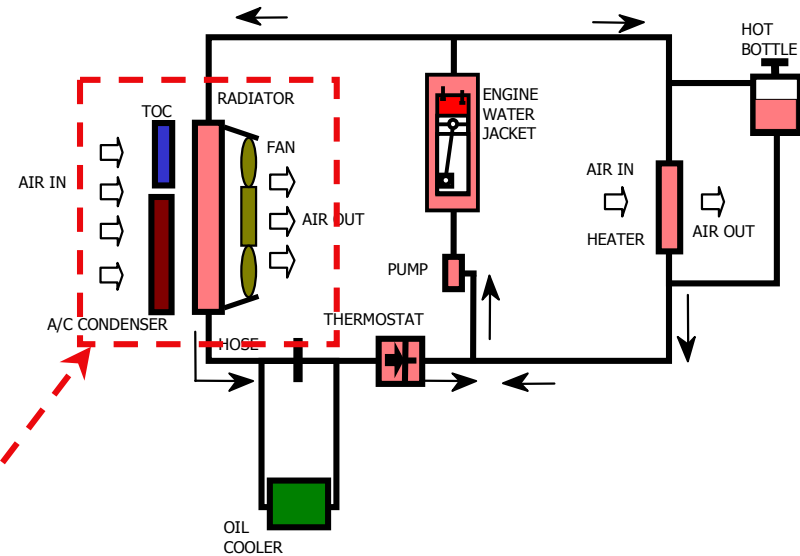 HOT
BOTTLE
RADIATOR
TOC
ENGINE
WATER
JACKET
FAN
AIR IN
AIR IN
AIR OUT
HEATER
AIR OUT
PUMP
A/C CONDENSER
THERMOSTAT
HOSE
OIL
COOLER